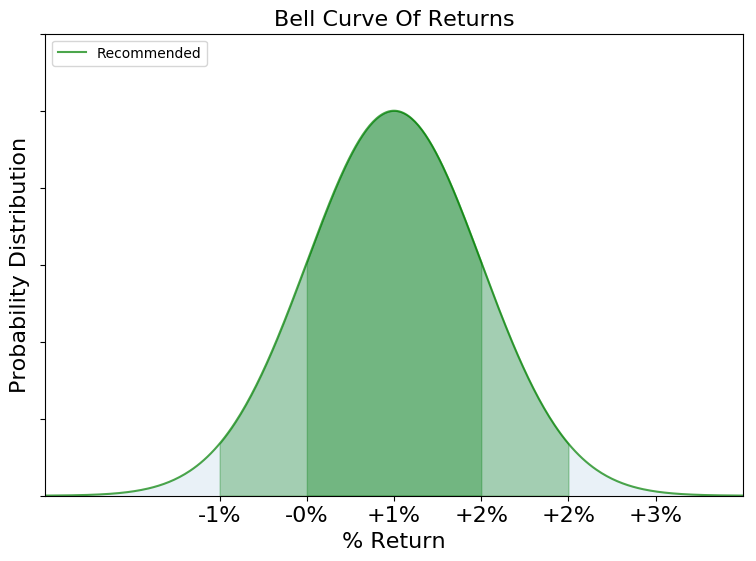 Bell Curve Of Returns
Recommended
Probability Distribution
-1% -0% +1% +2% +2% +3%
% Return